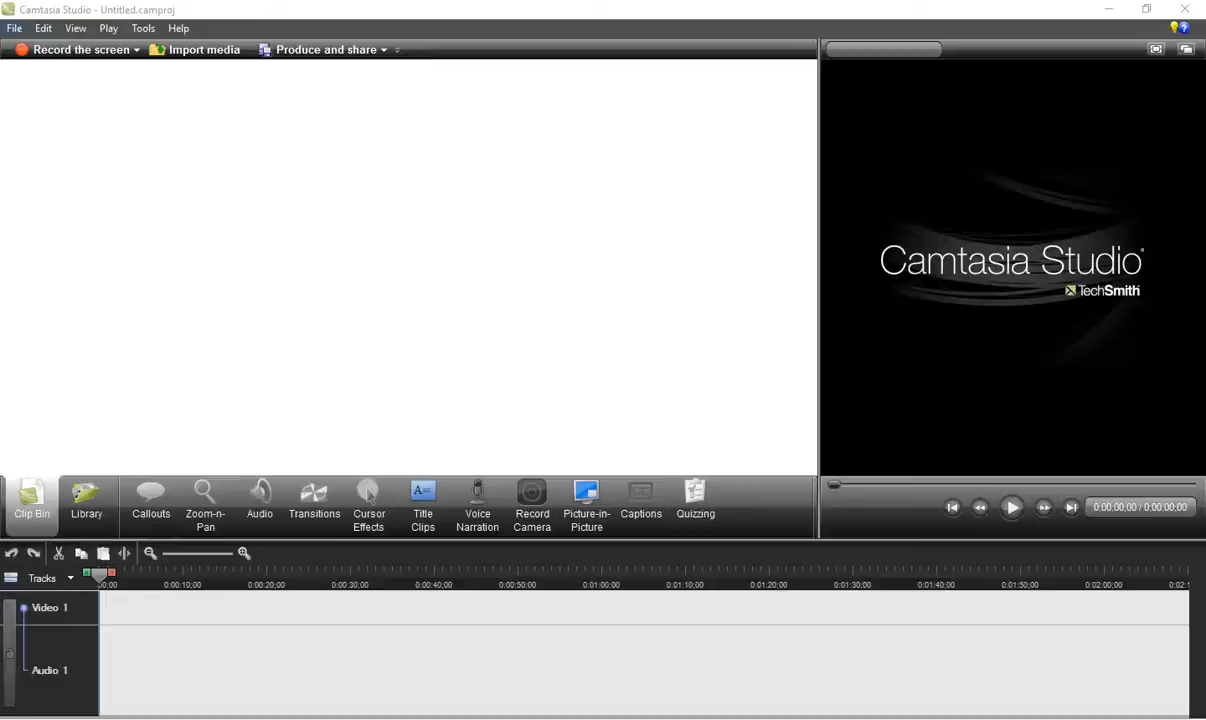 Camtasia Studio - Untitled.camproj
File Edit View Play Tools Help
Record the screen Import media Produce and share
Camtasia Studio
TechSmith
Clip Bin Library Callouts Zoom-n-Pan Audio Transitions Cursor Effects Title Clips Voice Narration Record Camera Picture-in-Picture Captions Quizzing
0:00:00;00 / 0:00:00;00
Tracks 0:00:10;00 0:00:20;00 0:00:30;00 0:00:40;00 0:00:50;00 0:01:00;00 0:01:10;00 0:01:20;00 0:01:30;00 0:01:40;00 0:01:50;00 0:02:00;00
Video 1
Audio 1